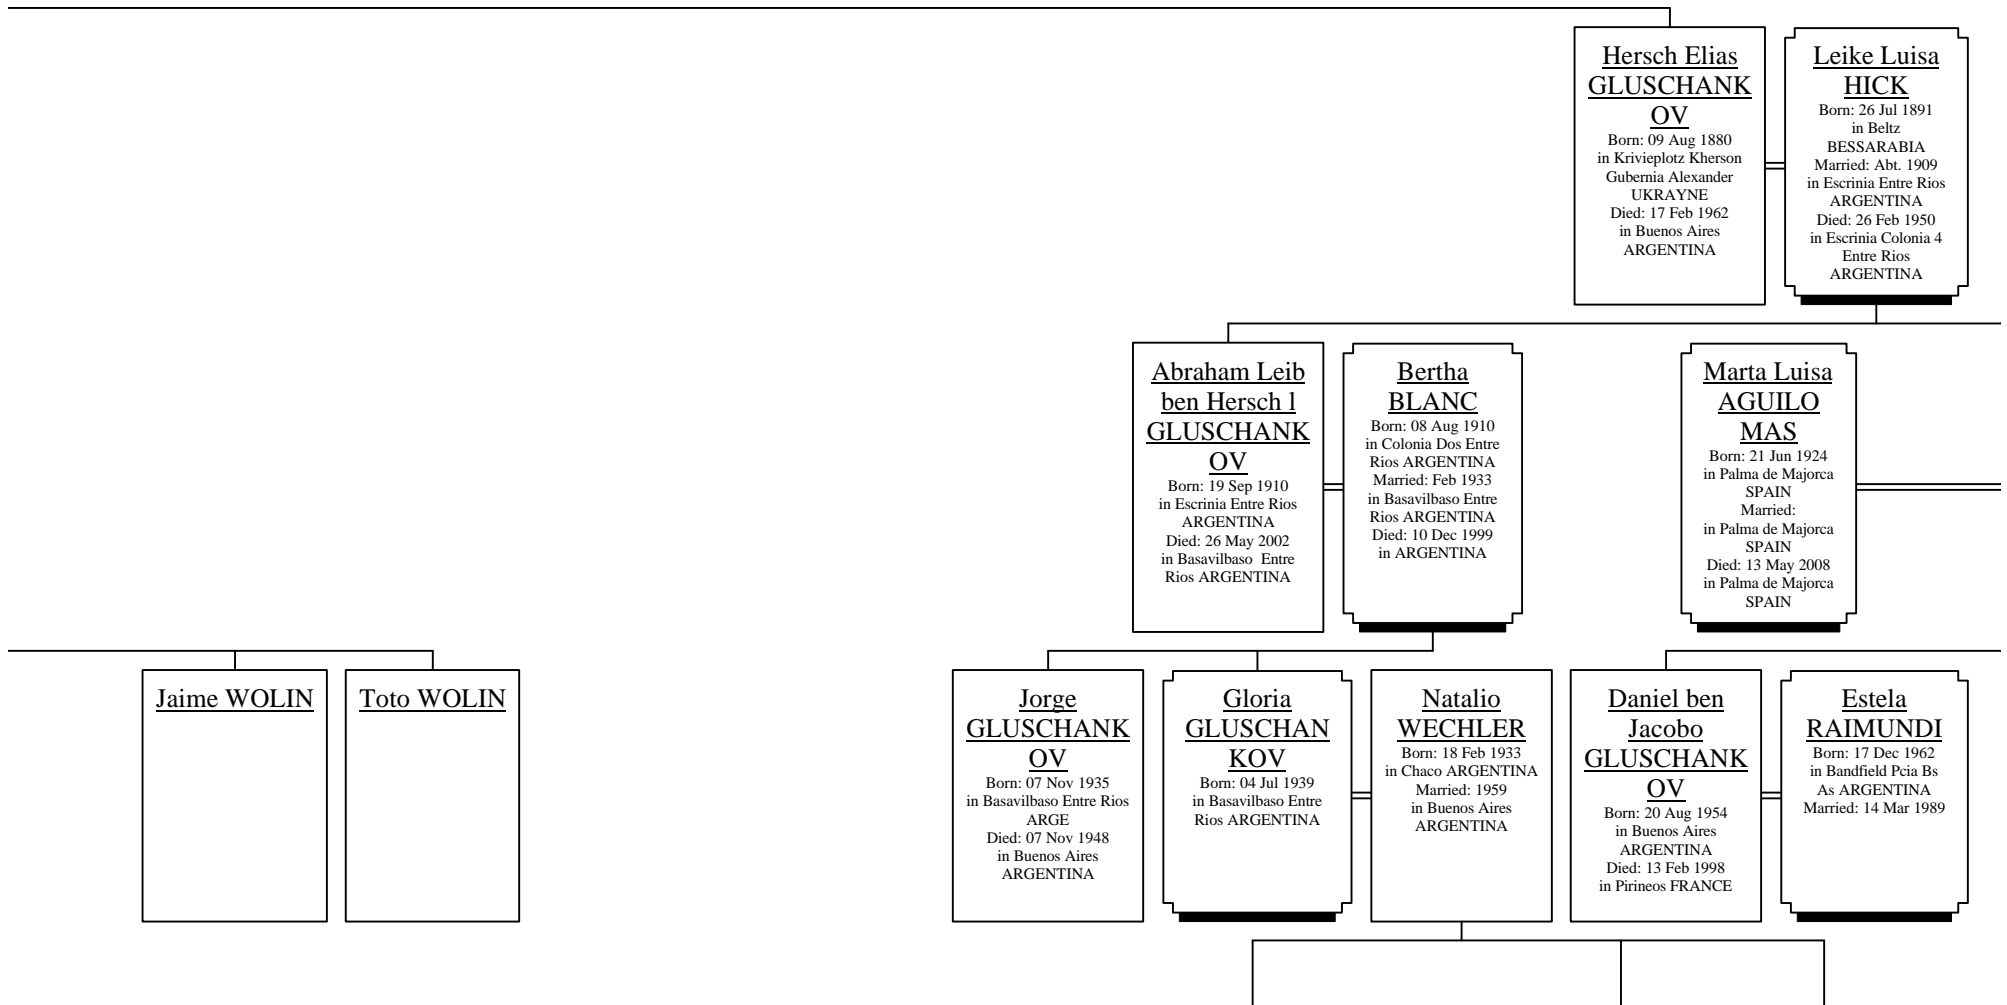 Hersch Elias
GLUSCHANK
OV
Born: 09 Aug 1880
in Krivieplotz Kherson
Gubernia Alexander
UKRAYNE
Died: 17 Feb 1962
in Buenos Aires
ARGENTINA
Leike Luisa
HICK
Born: 26 Jul 1891
in Beltz
BESSARABIA
Married: Abt. 1909
in Escrinia Entre Rios
ARGENTINA
Died: 26 Feb 1950
in Escrinia Colonia 4
Entre Rios
ARGENTINA
Abraham Leib
ben Hersch l
GLUSCHANK
OV
Born: 19 Sep 1910
in Escrinia Entre Rios
ARGENTINA
Died: 26 May 2002
in Basavilbaso  Entre
Rios ARGENTINA
Bertha
BLANC
Born: 08 Aug 1910
in Colonia Dos Entre
Rios ARGENTINA
Married: Feb 1933
in Basavilbaso Entre
Rios ARGENTINA
Died: 10 Dec 1999
in ARGENTINA
Marta Luisa
AGUILO
MAS
Born: 21 Jun 1924
in Palma de Majorca
SPAIN
Married:
in Palma de Majorca
SPAIN
Died: 13 May 2008
in Palma de Majorca
SPAIN
Jaime WOLIN
Toto WOLIN
Jorge
GLUSCHANK
OV
Born: 07 Nov 1935
in Basavilbaso Entre Rios
ARGE
Died: 07 Nov 1948
in Buenos Aires
ARGENTINA
Gloria
GLUSCHAN
KOV
Born: 04 Jul 1939
in Basavilbaso Entre
Rios ARGENTINA
Natalio
WECHLER
Born: 18 Feb 1933
in Chaco ARGENTINA
Married: 1959
in Buenos Aires
ARGENTINA
Daniel ben
Jacobo
GLUSCHANK
OV
Born: 20 Aug 1954
in Buenos Aires
ARGENTINA
Died: 13 Feb 1998
in Pirineos FRANCE
Estela
RAIMUNDI
Born: 17 Dec 1962
in Bandfield Pcia Bs
As ARGENTINA
Married: 14 Mar 1989